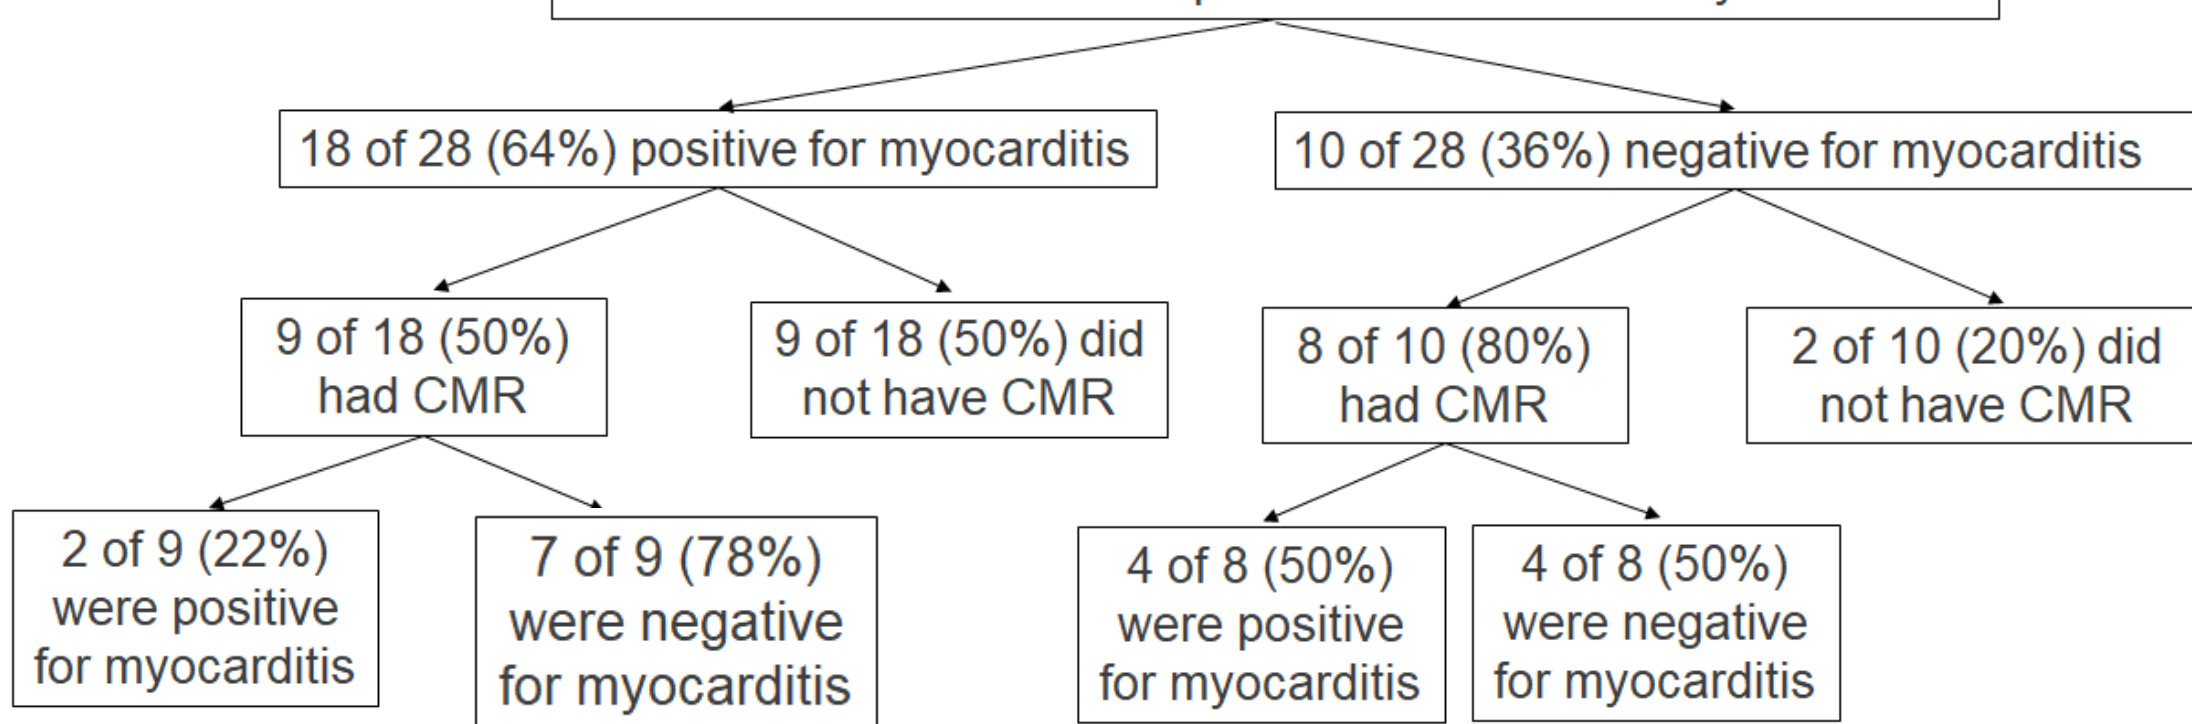 18 of 28 (64%) positive for myocarditis
10 of 28 (36%) negative for myocarditis
9 of 18 (50%)
had CMR
9 of 18 (50%) did
not have CMR
8 of 10 (80%)
had CMR
2 of 10 (20%) did
not have CMR
2 of 9 (22%)
were positive
for myocarditis
7 of 9 (78%)
were negative
for myocarditis
4 of 8 (50%)
were positive
for myocarditis
4 of 8 (50%)
were negative
for myocarditis